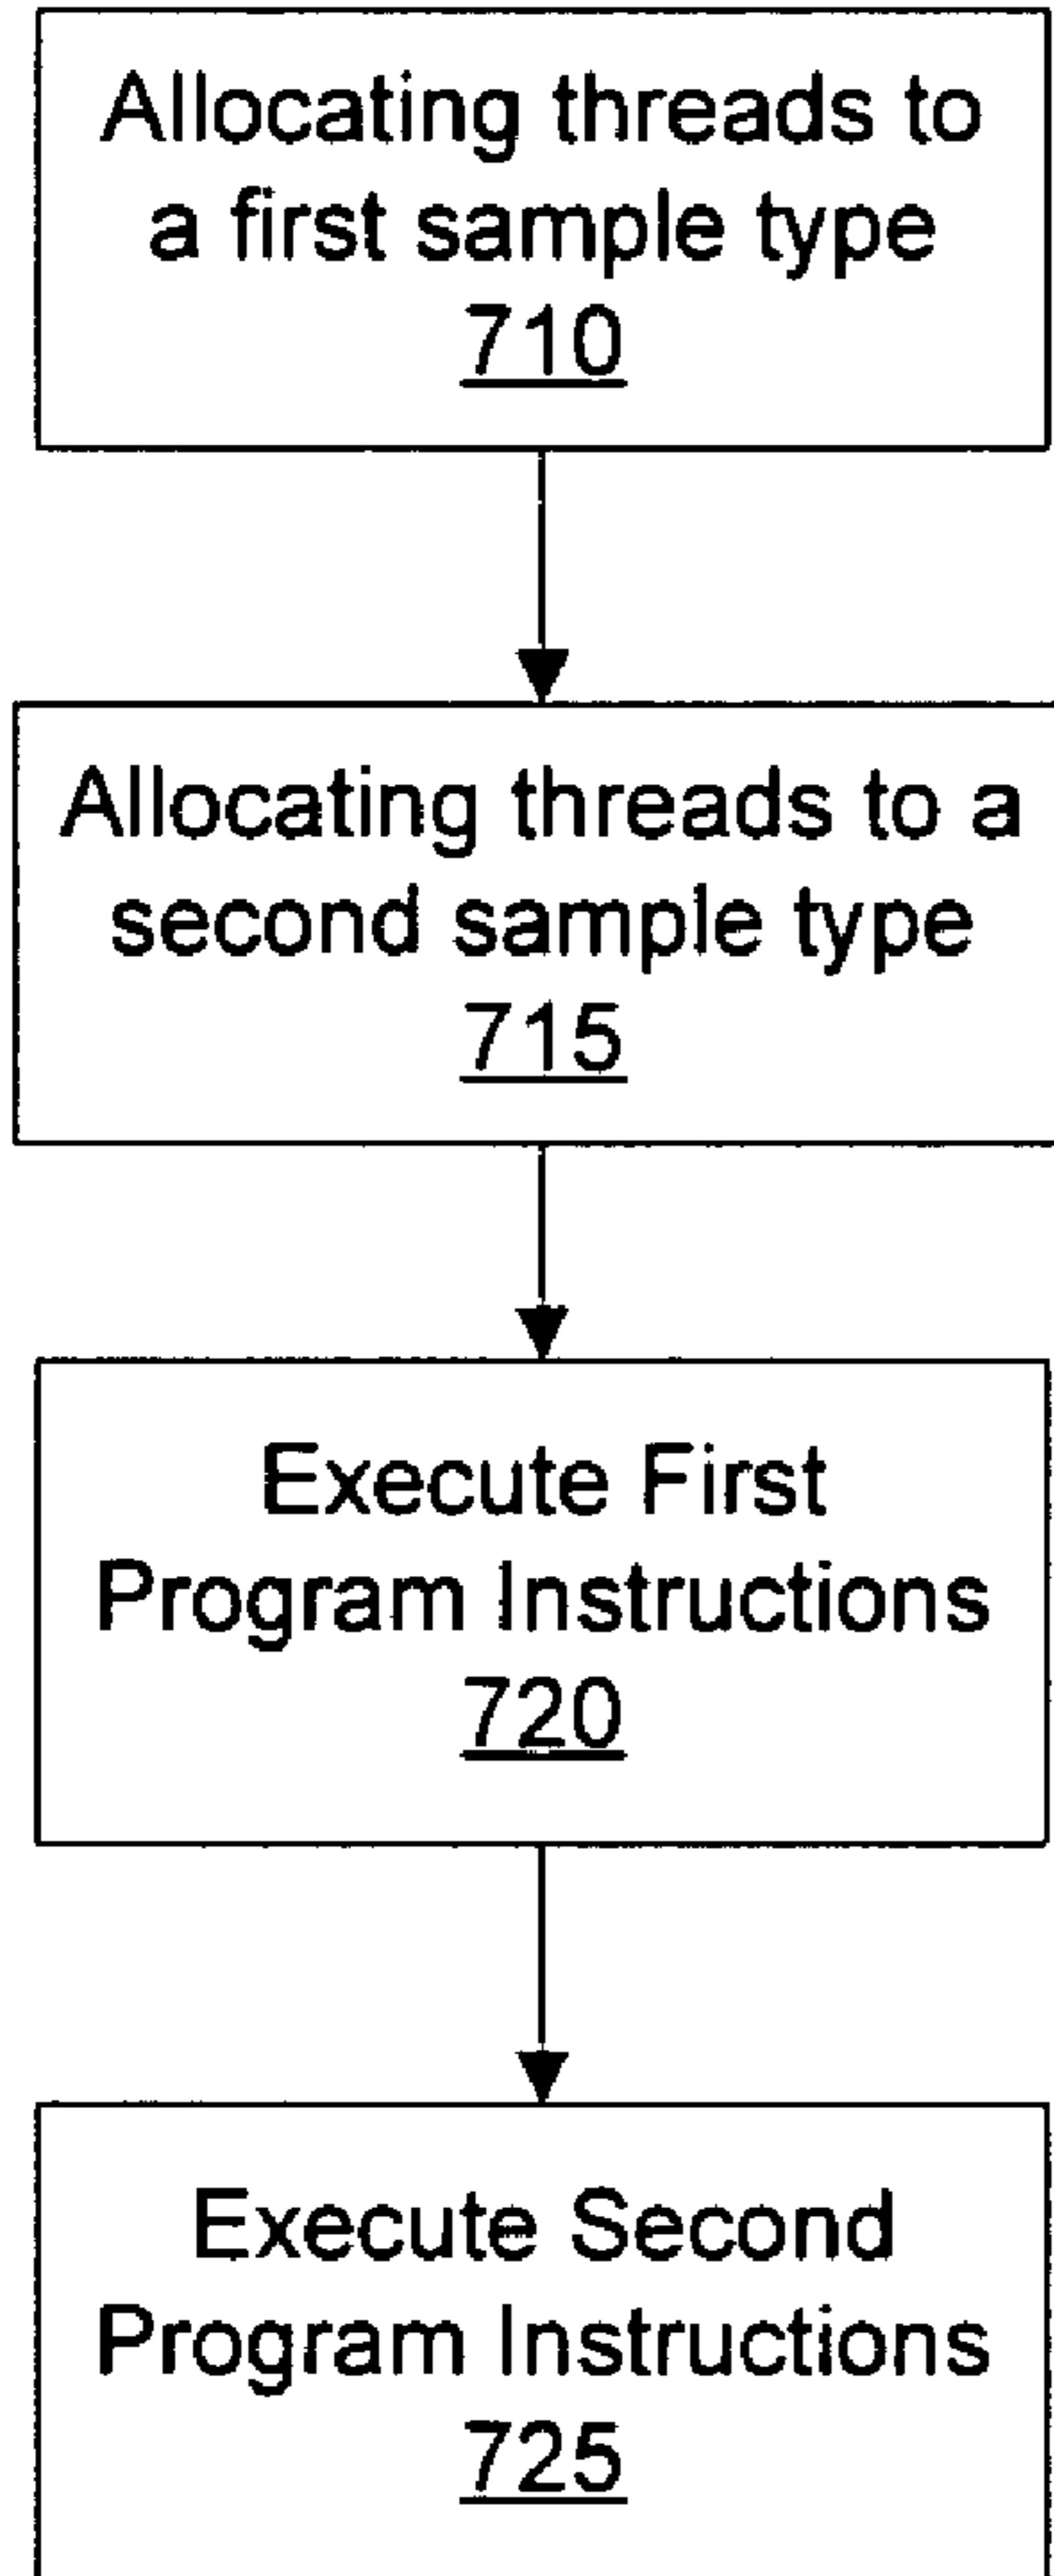 Allocating threads to
a first sample type
710
Allocating threads to a
second sample type
715
Execute First
Program Instructions
720
Execute Second
Program Instructions
725